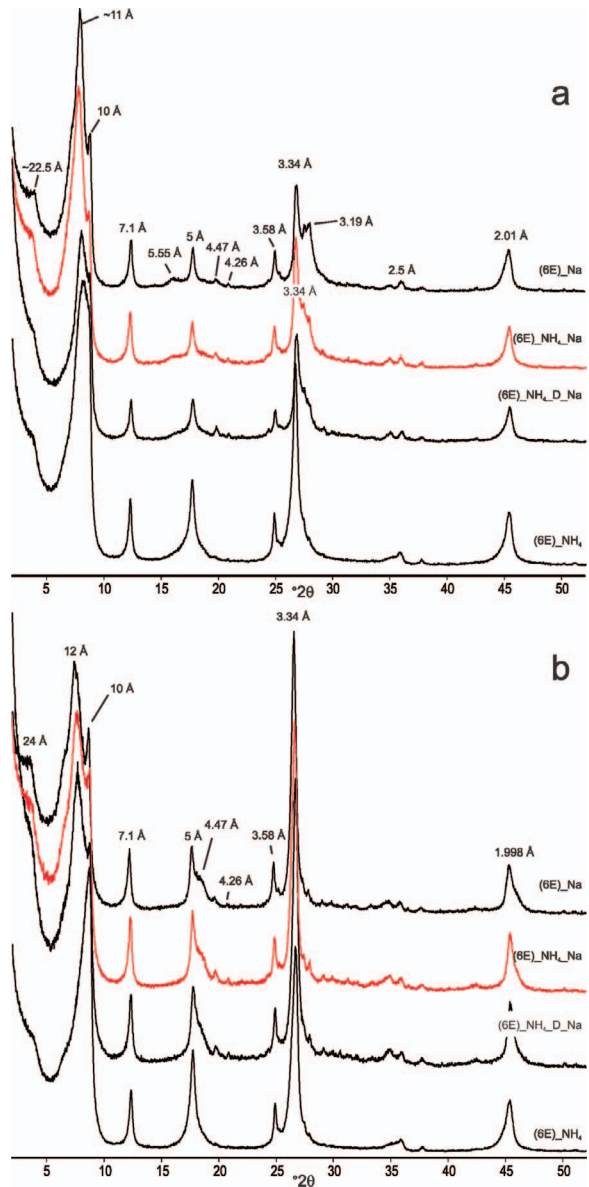 ~11 Å
a
10 Å
~22.5 Å
3.34 Å
3.19 Å
7.1 Å
5.55 Å
5 Å
4.47 Å
4.26 Å
3.58 Å
2.5 Å
2.01 Å
(6E)_Na
3.34 Å
(6E)_NH₄_Na
(6E)_NH₄_D_Na
(6E)_NH₄
5 10 15 20 25 30 35 40 45 50
°2θ
3.34 Å
b
12 Å
10 Å
24 Å
7.1 Å
5 Å
4.47 Å
4.26 Å
3.58 Å
1.998 Å
(6E)_Na
(6E)_NH₄_Na
(6E)_NH₄_D_Na
(6E)_NH₄
5 10 15 20 25 30 35 40 45 50
°2θ